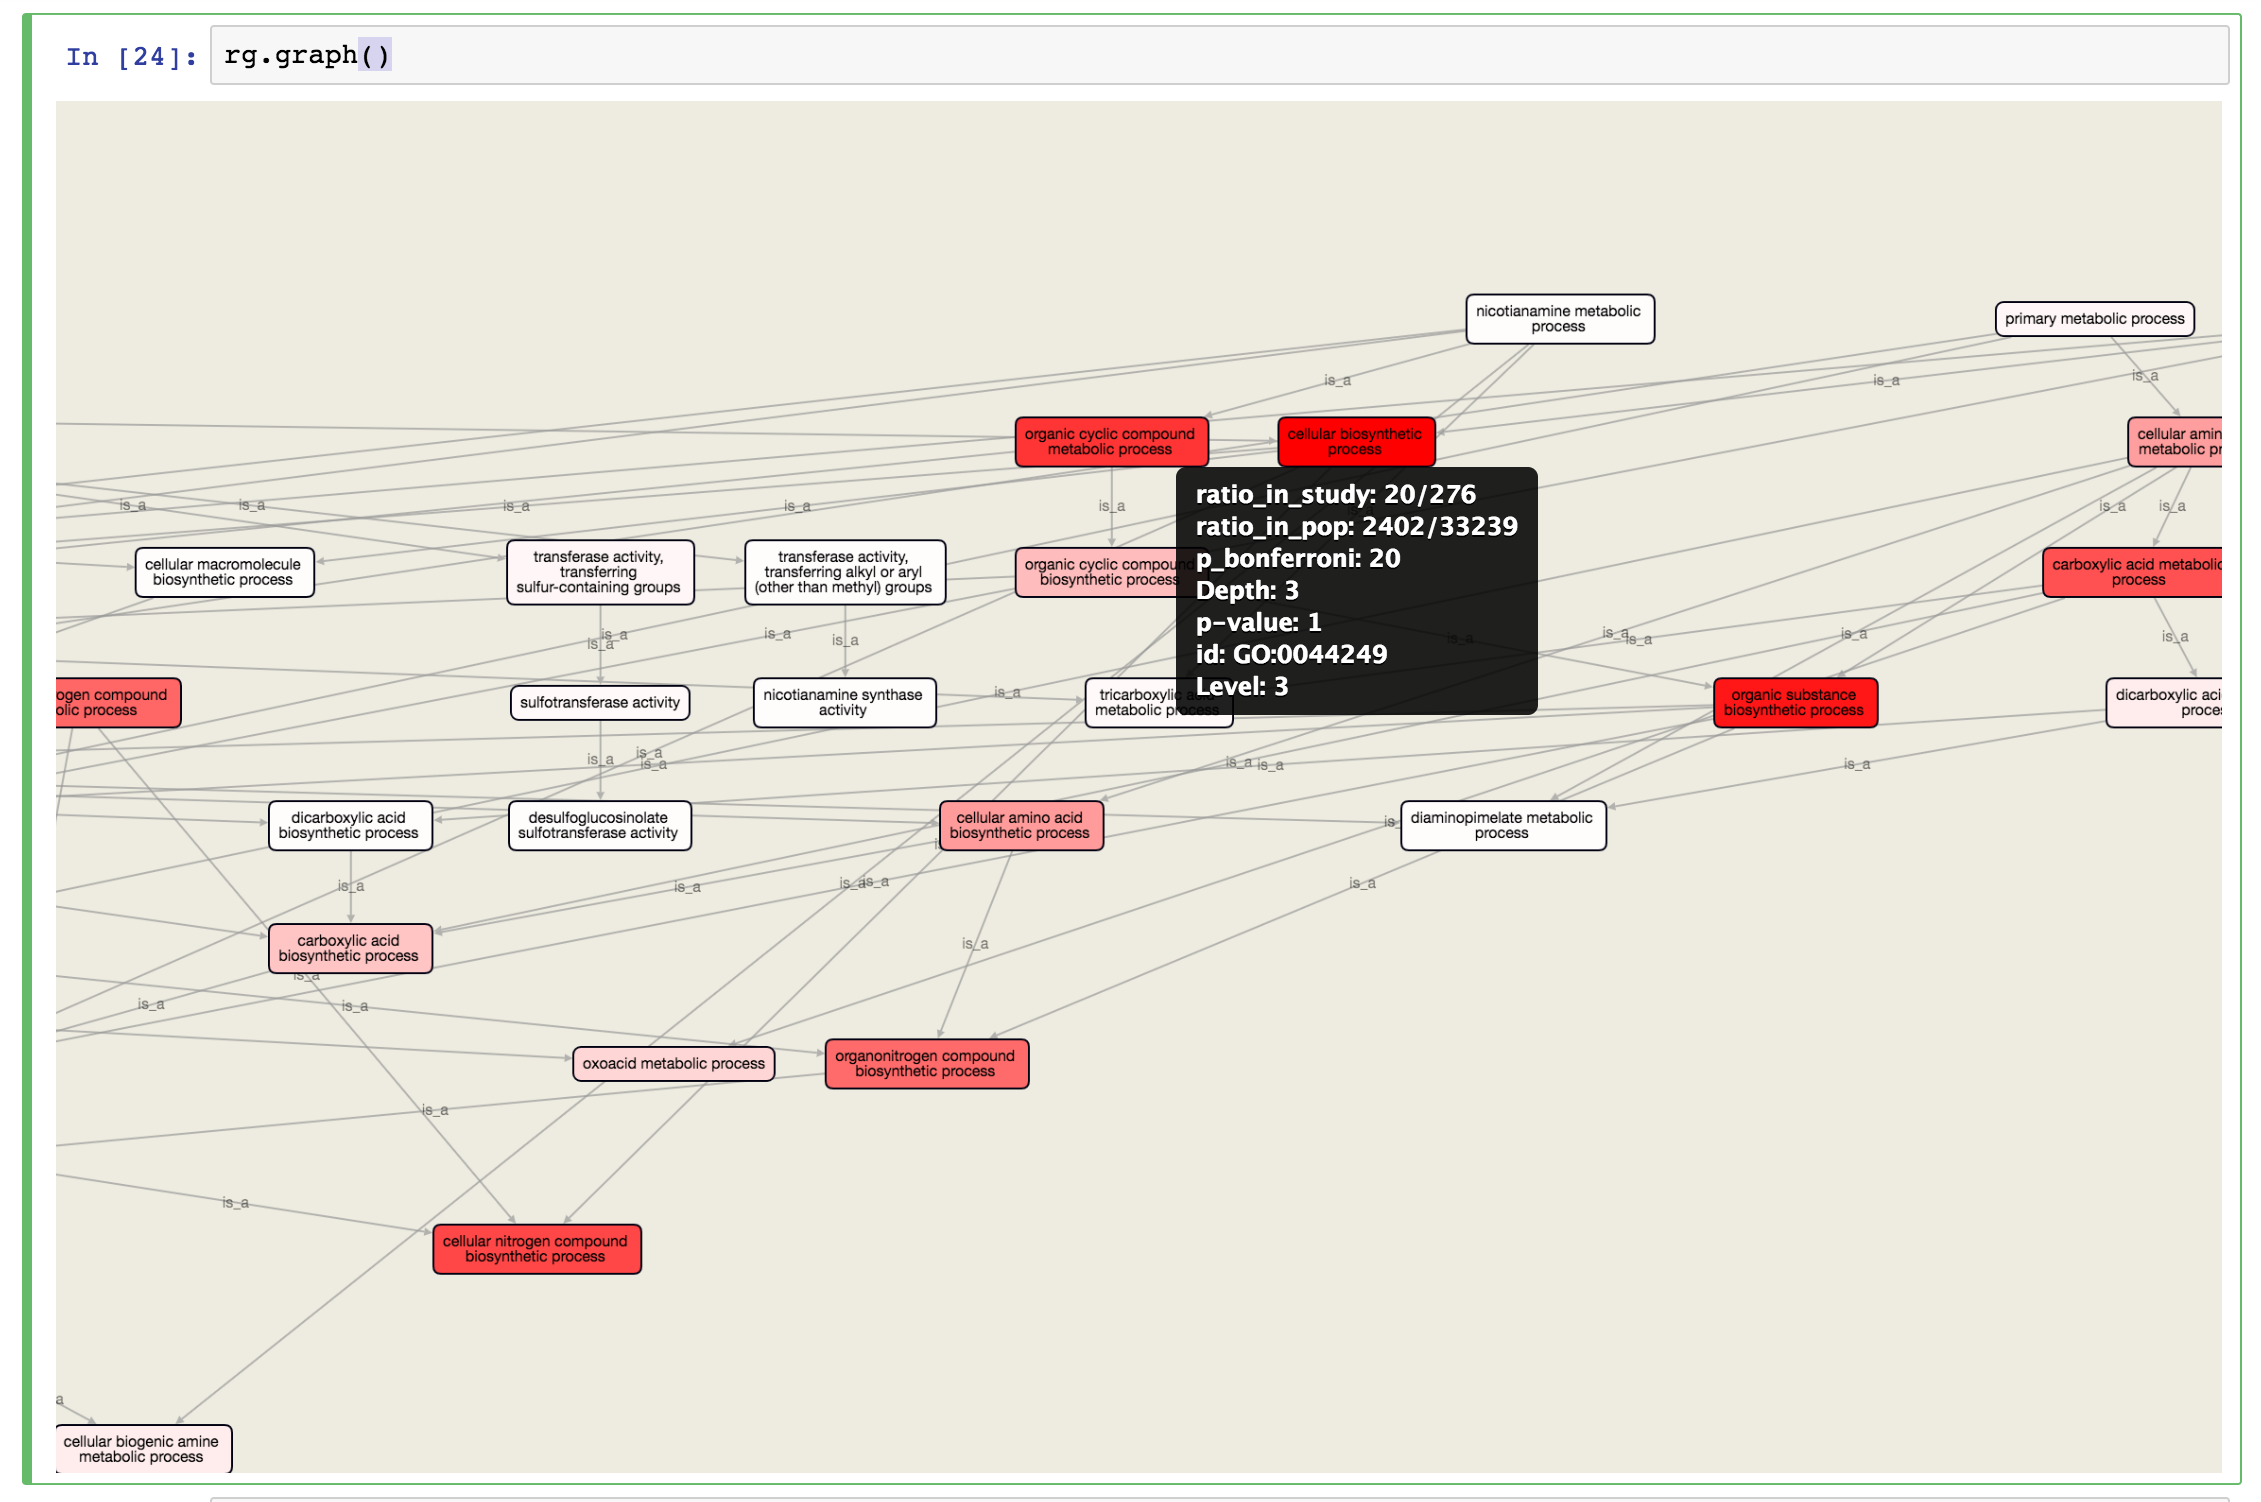 In [24]:
rg.graph()
nicotianamine metabolic
process
primary metabolic process
is_a
is_a
is_a
organic cyclic compound
metabolic process
cellular biosynthetic
process
cellular amin
metabolic pr
ratio_in_study: 20/276
ratio_in_pop: 2402/33239
p_bonferroni: 20
Depth: 3
p-value: 1
id: GO:0044249
Level: 3
is_a
is_a
is_a
is_a
is_a
is_a
is_a
cellular macromolecule
biosynthetic process
transferase activity,
transferring
sulfur-containing groups
transferase activity,
transferring alkyl or aryl
(other than methyl) groups
organic cyclic compound
biosynthetic process
carboxylic acid metabolic
process
is_a
is_a
is_a
is_a
is_a
is_a
is_a
is_a
is_a
rogen compound
olic process
sulfotransferase activity
nicotianamine synthase
activity
is_a
tricarboxylic acid
metabolic process
organic substance
biosynthetic process
dicarboxylic aci
proces
is_a
is_a
is_a
is_a
is_a
is_a
dicarboxylic acid
biosynthetic process
desulfoglucosinolate
sulfotransferase activity
cellular amino acid
biosynthetic process
is_
diaminopimelate metabolic
process
is_a
is_a
is_a
is_a
is_a
carboxylic acid
biosynthetic process
is_a
is_a
is_a
is_a
oxoacid metabolic process
organonitrogen compound
biosynthetic process
is_a
is_a
cellular nitrogen compound
biosynthetic process
a
cellular biogenic amine
metabolic process